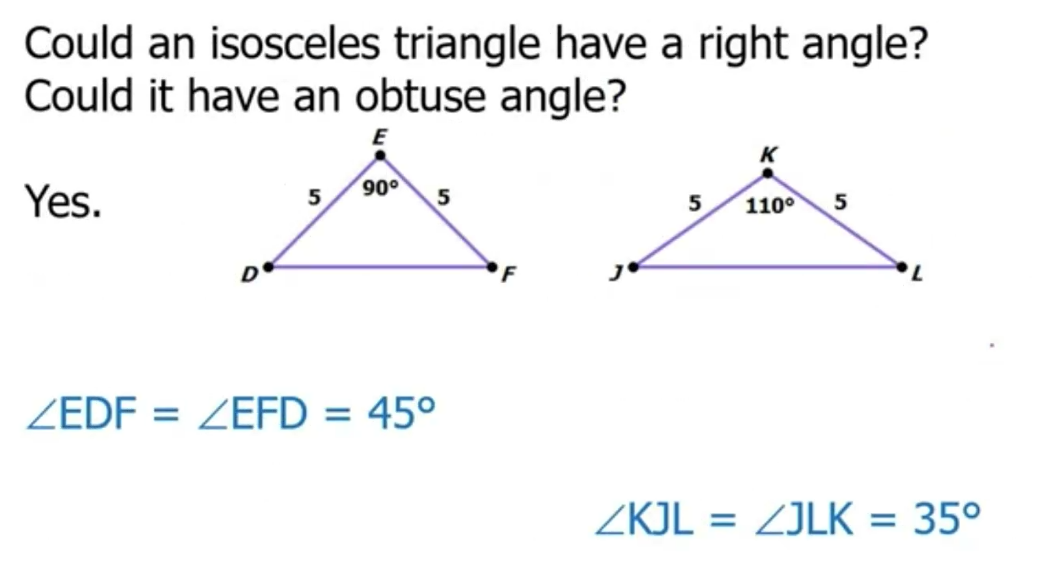 Could an isosceles triangle have a right angle?
Could it have an obtuse angle?
E
K
Yes.
5 90° 5
5 110° 5
D F
J L
∠EDF = ∠EFD = 45°
∠KJL = ∠JLK = 35°